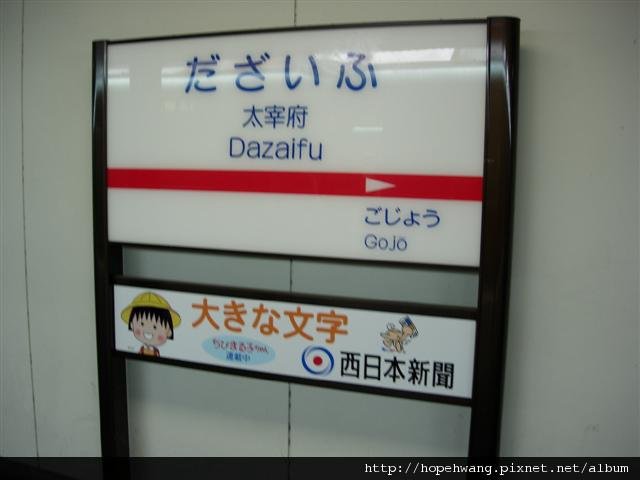 だざいふ
太宰府
Dazaifu
ごじょう
Gojō
大きな文字
ちびまる子ちゃん
連載中
西日本新聞
http://hopehwang.pixnet.net/album